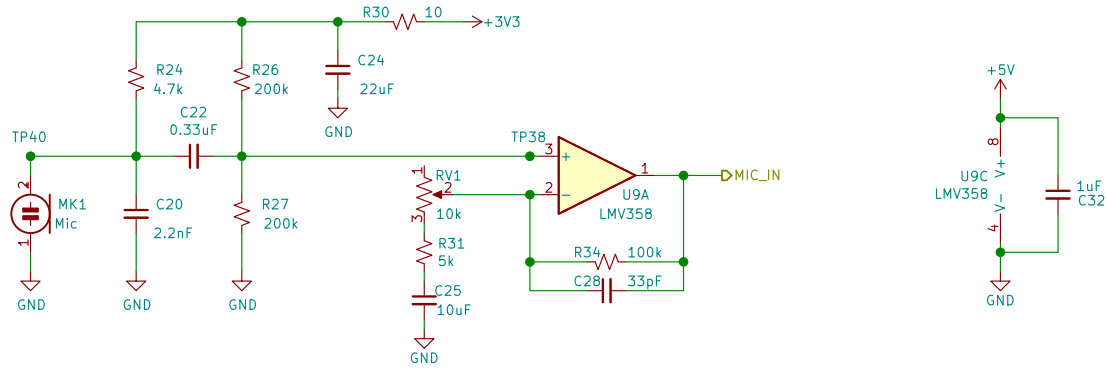 R30 10
+3V3
R24
4.7k
R26
200k
C24
22uF
GND
C22
0.33uF
TP40
TP38
2
MK1
Mic
1
GND
C20
2.2nF
GND
R27
200k
GND
1
RV1
2
10k
3
R31
5k
C25
10uF
GND
3
+
2
-
1
U9A
LMV358
MIC_IN
R34 100k
C28 33pF
+5V
8
V+
U9C
LMV358
V-
4
1uF
C32
GND